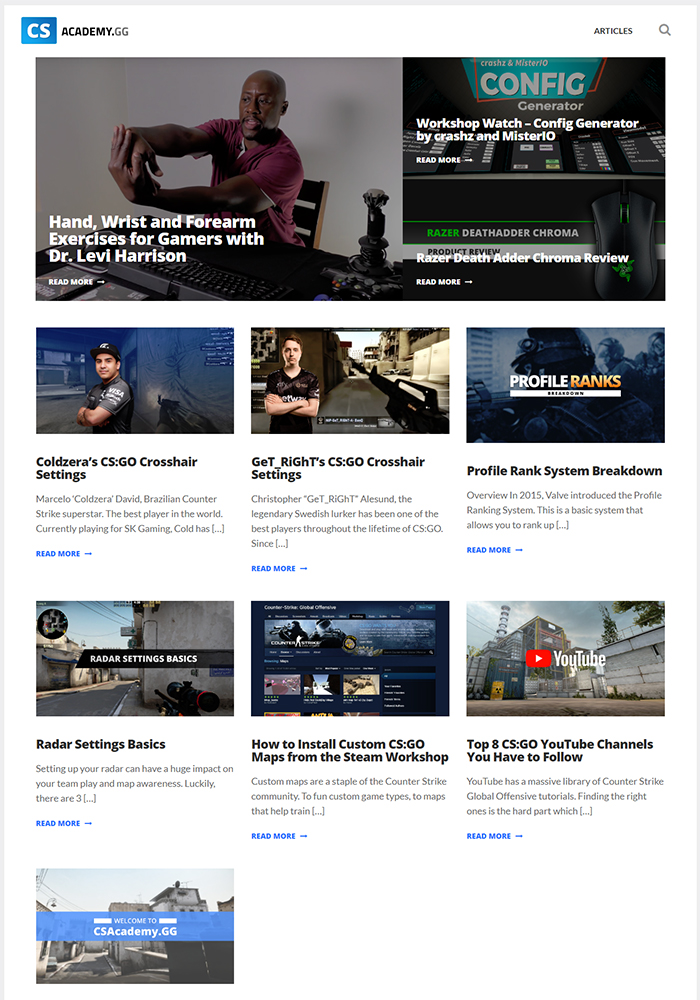 CS ACADEMY.GG
ARTICLES
Hand, Wrist and Forearm
Exercises for Gamers with
Dr. Levi Harrison
READ MORE →
crashz & MisterIO
CONFIG
Generator
Workshop Watch – Config Generator
by crashz and MisterIO
READ MORE →
RAZER DEATHADDER CHROMA
PRODUCT REVIEW
Razer Death Adder Chroma Review
READ MORE →
VISA
Coldzera’s CS:GO Crosshair
Settings
Marcelo ‘Coldzera’ David, Brazilian Counter
Strike superstar. The best player in the world.
Currently playing for SK Gaming, Cold has […]
READ MORE →
GeT_RiGhT’s CS:GO Crosshair
Settings
Christopher “GeT_RiGhT” Alesund, the
legendary Swedish lurker has been one of the
best players throughout the lifetime of CS:GO.
Since […]
READ MORE →
PROFILE RANKS
BREAKDOWN
Profile Rank System Breakdown
Overview In 2015, Valve introduced the Profile
Ranking System. This is a basic system that
allows you to rank up […]
READ MORE →
RADAR SETTINGS BASICS
Radar Settings Basics
Setting up your radar can have a huge impact on
your team play and map awareness. Luckily,
there are 3 […]
READ MORE →
Counter-Strike: Global Offensive
COUNTER STRIKE
How to Install Custom CS:GO
Maps from the Steam Workshop
Custom maps are a staple of the Counter Strike
community. To fun custom game types, to maps
that help train […]
READ MORE →
YouTube
Top 8 CS:GO YouTube Channels
You Have to Follow
YouTube has a massive library of Counter Strike
Global Offensive tutorials. Finding the right
ones is the hard part which […]
READ MORE →
WELCOME TO
CSAcademy.GG